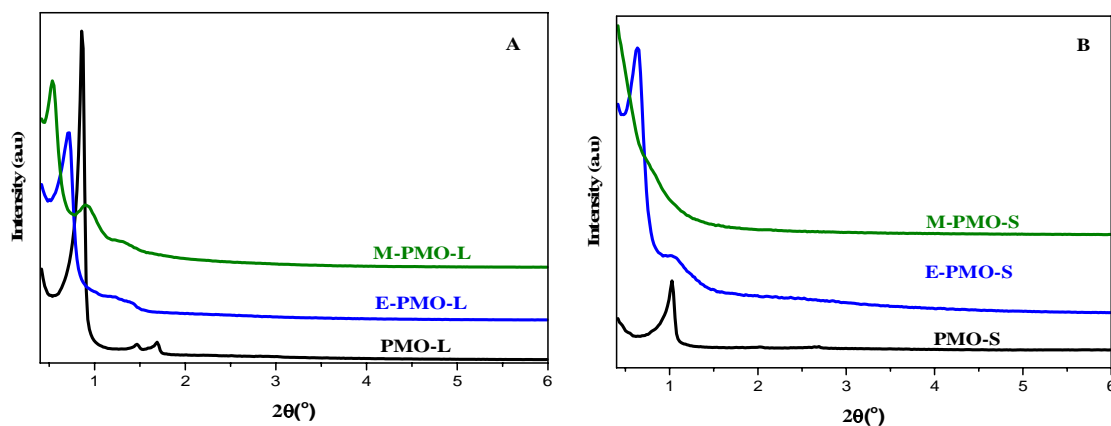 A
Intensity (a.u)
M-PMO-L
E-PMO-L
PMO-L
1 2 3 4 5 6
2θ(°)
B
Intensity (a.u)
M-PMO-S
E-PMO-S
PMO-S
1 2 3 4 5 6
2θ(°)